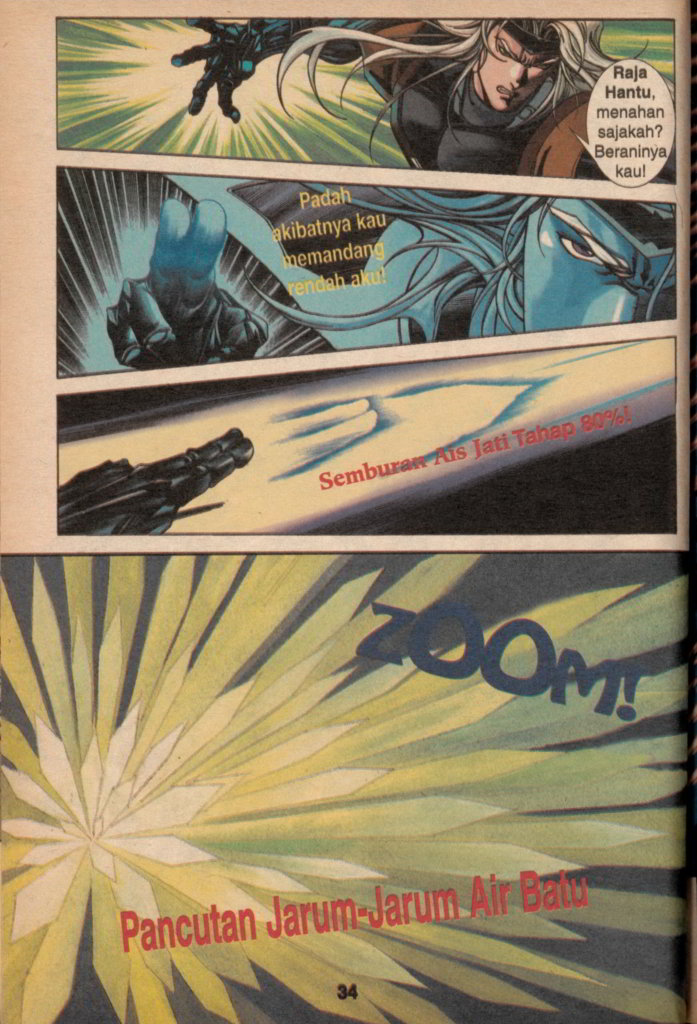 Raja
Hantu,
menahan
sajakah?
Beraninya
kau!
Padah
akibatnya kau
memandang
rendah aku!
Semburan Ais Jati Tahap 80%!
ZOOM!
Pancutan Jarum-Jarum Air Batu
34